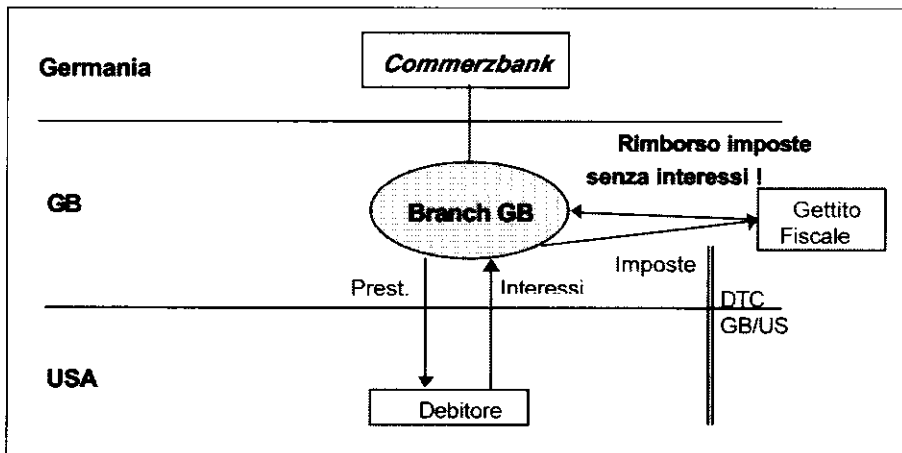 Germania
Commerzbank
Rimborso imposte
senza interessi !
GB
Branch GB
Gettito
Fiscale
Imposte
Prest.
Interessi
DTC
GB/US
USA
Debitore